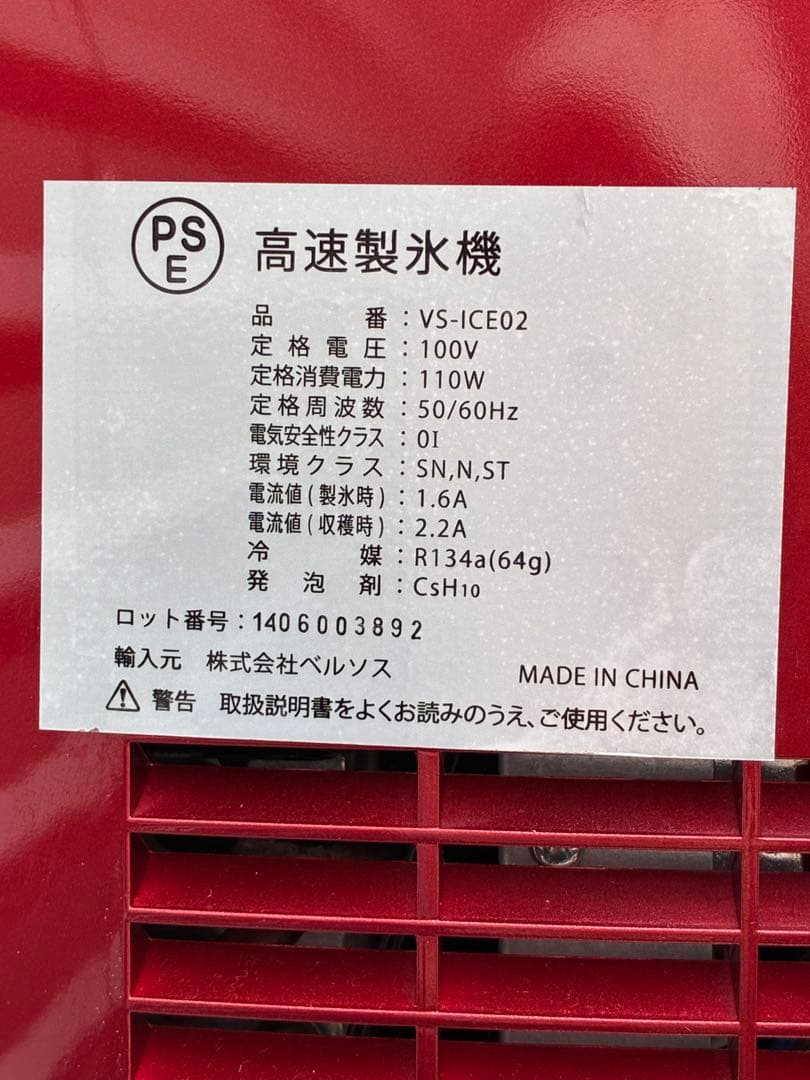 PS
E
高速製氷機
品番：VS-ICE02
定格電圧：100V
定格消費電力：110W
定格周波数：50/60Hz
電気安全性クラス：0I
環境クラス：SN,N,ST
電流値(製氷時)：1.6A
電流値(収穫時)：2.2A
冷媒：R134a(64g)
発泡剤：CsH10
ロット番号：1406003892
輸入元 株式会社ベルソス MADE IN CHINA
警告 取扱説明書をよくお読みのうえ、ご使用ください。